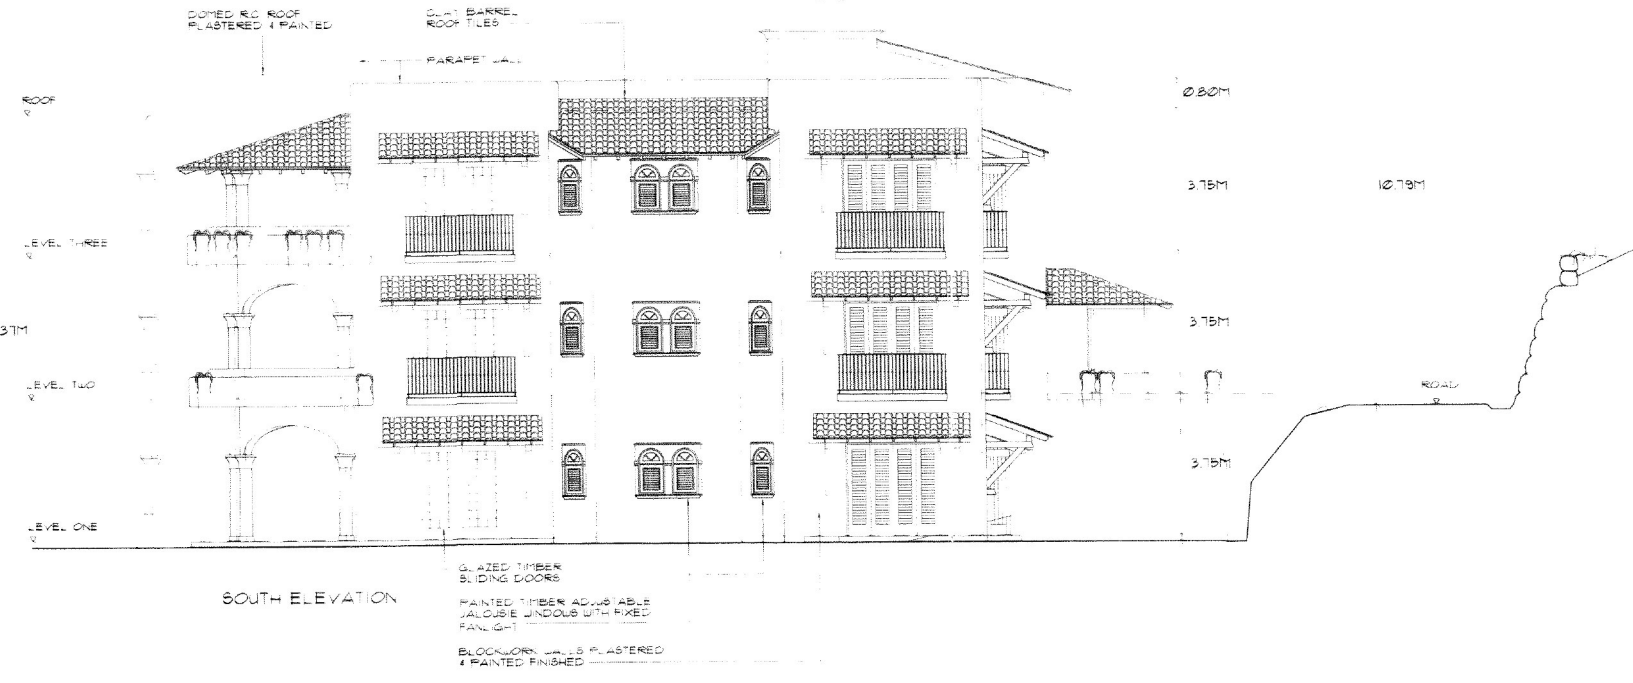 DOMED R.C. ROOF
PLASTERED & PAINTED
CLAY BARREL
ROOF TILES
PARAPET WALL
ROOF
0.80M
3.75M
10.79M
LEVEL THREE
37M
3.75M
LEVEL TWO
ROAD
3.75M
LEVEL ONE
GLAZED TIMBER
SLIDING DOORS
SOUTH ELEVATION
PAINTED TIMBER ADJUSTABLE
JALOUSIE WINDOWS WITH FIXED
FANLIGHT
BLOCKWORK WALLS PLASTERED
& PAINTED FINISHED